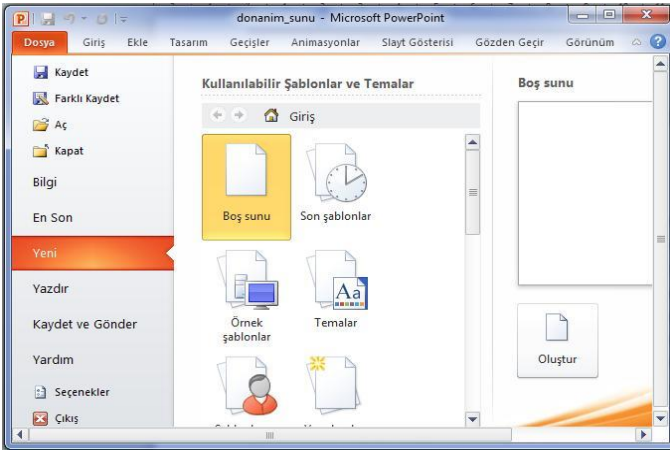 donanim_sunu - Microsoft PowerPoint
Dosya Giriş Ekle Tasarım Geçişler Animasyonlar Slayt Gösterisi Gözden Geçir Görünüm
Kaydet
Farklı Kaydet
Aç
Kapat
Bilgi
En Son
Yeni
Yazdır
Kaydet ve Gönder
Yardım
Seçenekler
Çıkış
Kullanılabilir Şablonlar ve Temalar
Giriş
Boş sunu
Son şablonlar
Örnek
şablonlar
Temalar
Boş sunu
Oluştur